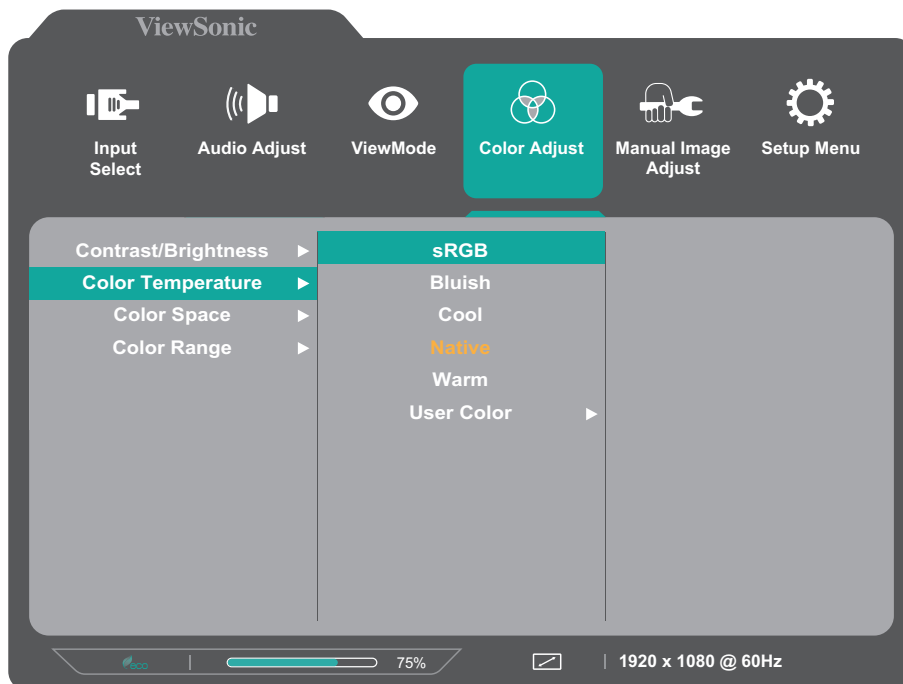 ViewSonic
Input
Select
Audio Adjust
ViewMode
Color Adjust
Manual Image
Adjust
Setup Menu
Contrast/Brightness
Color Temperature
Color Space
Color Range
sRGB
Bluish
Cool
Native
Warm
User Color
eco
75%
1920 x 1080 @ 60Hz